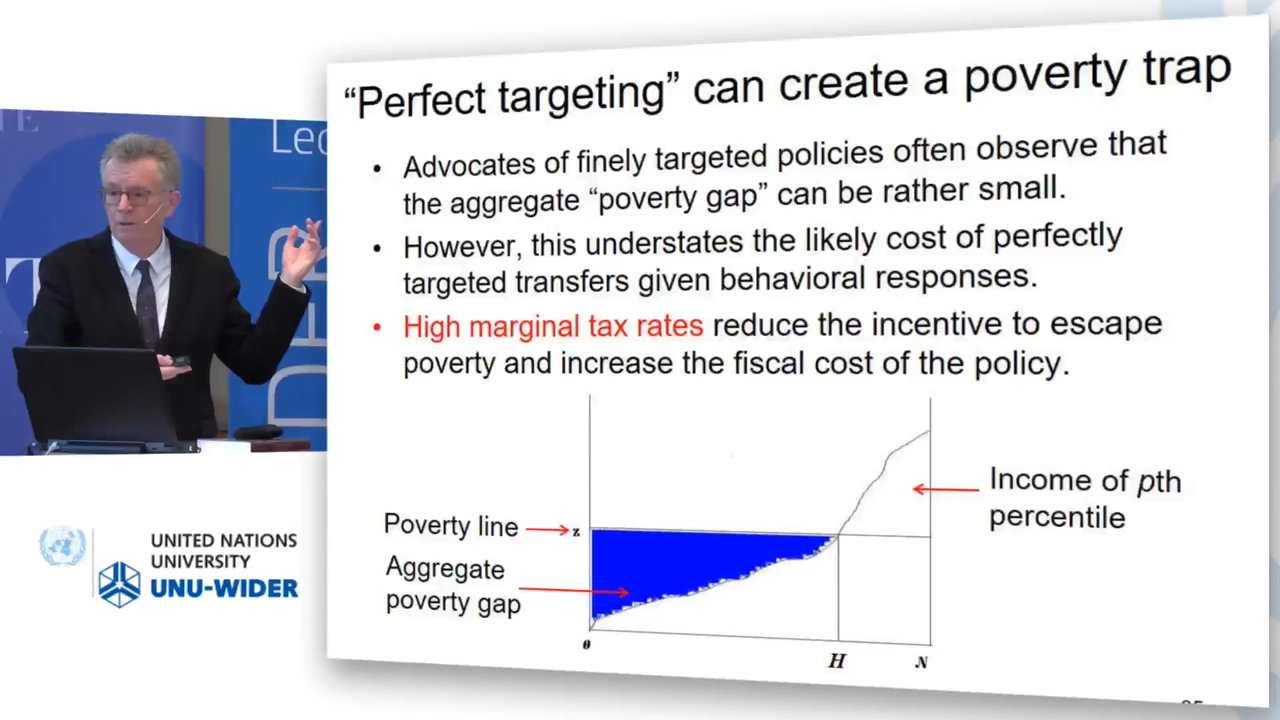 “Perfect targeting” can create a poverty trap
• Advocates of finely targeted policies often observe that
the aggregate “poverty gap” can be rather small.
• However, this understates the likely cost of perfectly
targeted transfers given behavioral responses.
• High marginal tax rates reduce the incentive to escape
poverty and increase the fiscal cost of the policy.
Poverty line
z
Aggregate
poverty gap
Income of pth
percentile
0
H
N
Lec
UNITED NATIONS
UNIVERSITY
UNU-WIDER